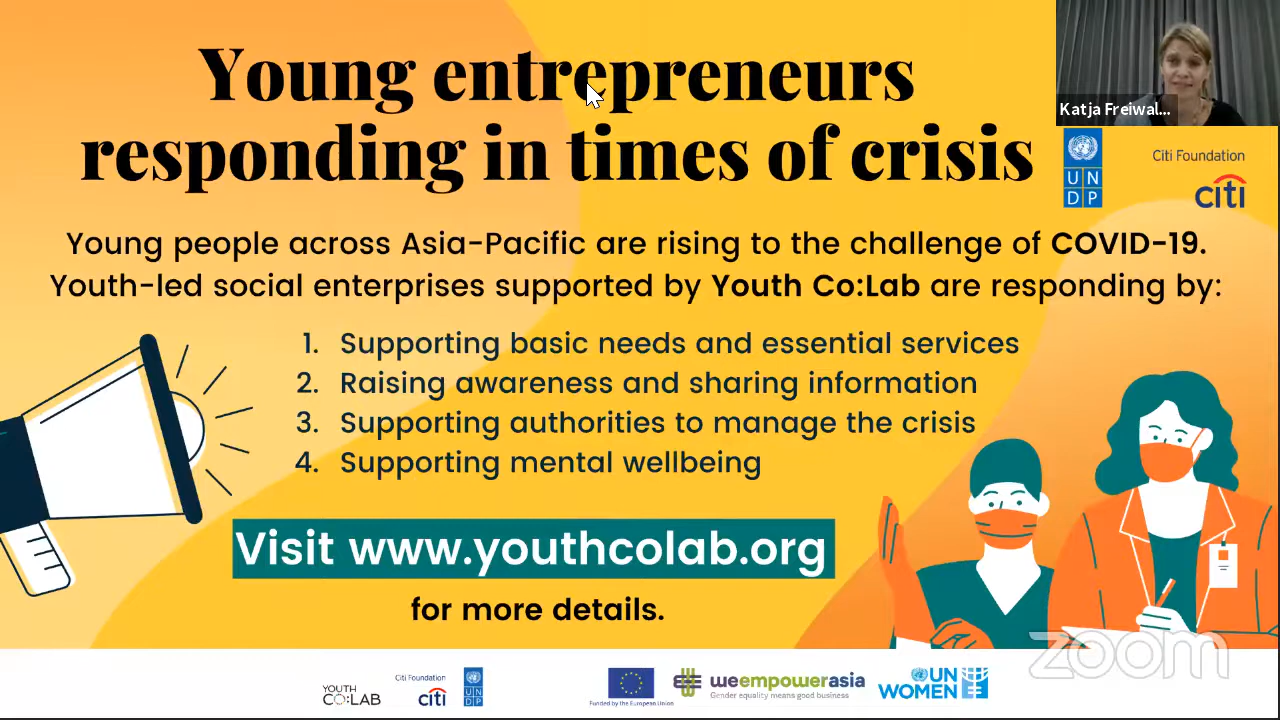 Young entrepreneurs
responding in times of crisis
Katja Freiwal...
UN
DP
Citi Foundation
citi
Young people across Asia-Pacific are rising to the challenge of COVID-19.
Youth-led social enterprises supported by Youth Co:Lab are responding by:
1. Supporting basic needs and essential services
2. Raising awareness and sharing information
3. Supporting authorities to manage the crisis
4. Supporting mental wellbeing
Visit www.youthcolab.org
for more details.
zoom
YOUTH
CO:LAB
Citi Foundation
citi
UN
DP
Funded by the European Union
weempowerasia
Gender equality means good business
UN
WOMEN